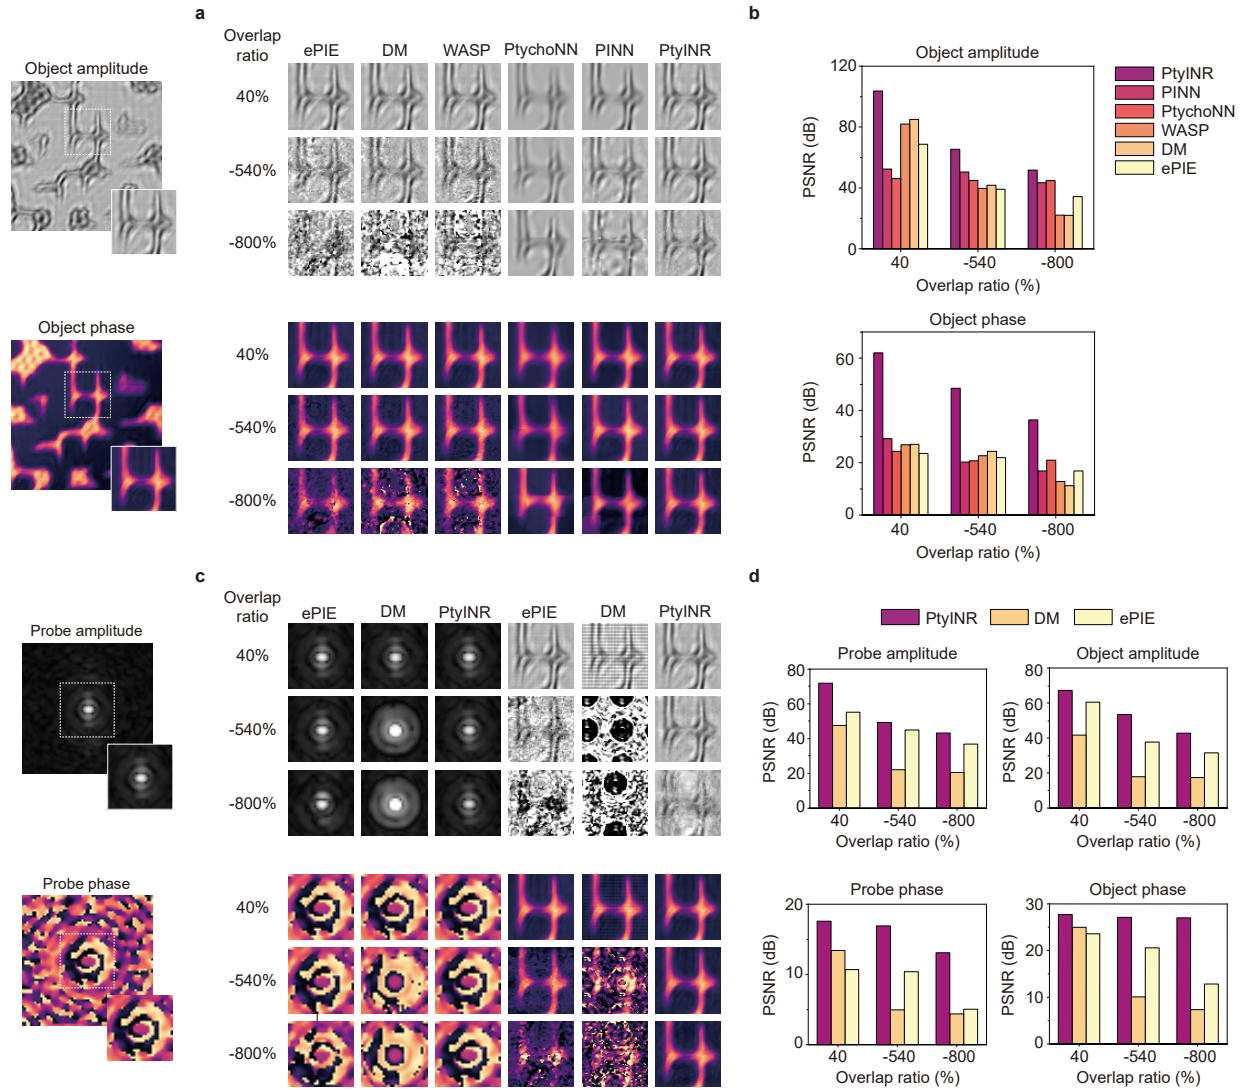 a
Overlap
ratio
ePIE DM WASP PtychoNN PINN PtyINR
Object amplitude
40%
-540%
-800%
Object phase
40%
-540%
-800%
b
Object amplitude
120
80
40
0
PSNR (dB)
40 -540 -800
Overlap ratio (%)
PtyINR
PINN
PtychoNN
WASP
DM
ePIE
Object phase
60
40
20
0
PSNR (dB)
40 -540 -800
Overlap ratio (%)
c
Overlap
ratio
ePIE DM PtyINR ePIE DM PtyINR
Probe amplitude
40%
-540%
-800%
Probe phase
40%
-540%
-800%
d
PtyINR DM ePIE
Probe amplitude
80
60
40
20
0
PSNR (dB)
40 -540 -800
Overlap ratio (%)
Object amplitude
80
60
40
20
0
PSNR (dB)
40 -540 -800
Overlap ratio (%)
Probe phase
20
10
0
PSNR (dB)
40 -540 -800
Overlap ratio (%)
Object phase
30
20
10
0
PSNR (dB)
40 -540 -800
Overlap ratio (%)